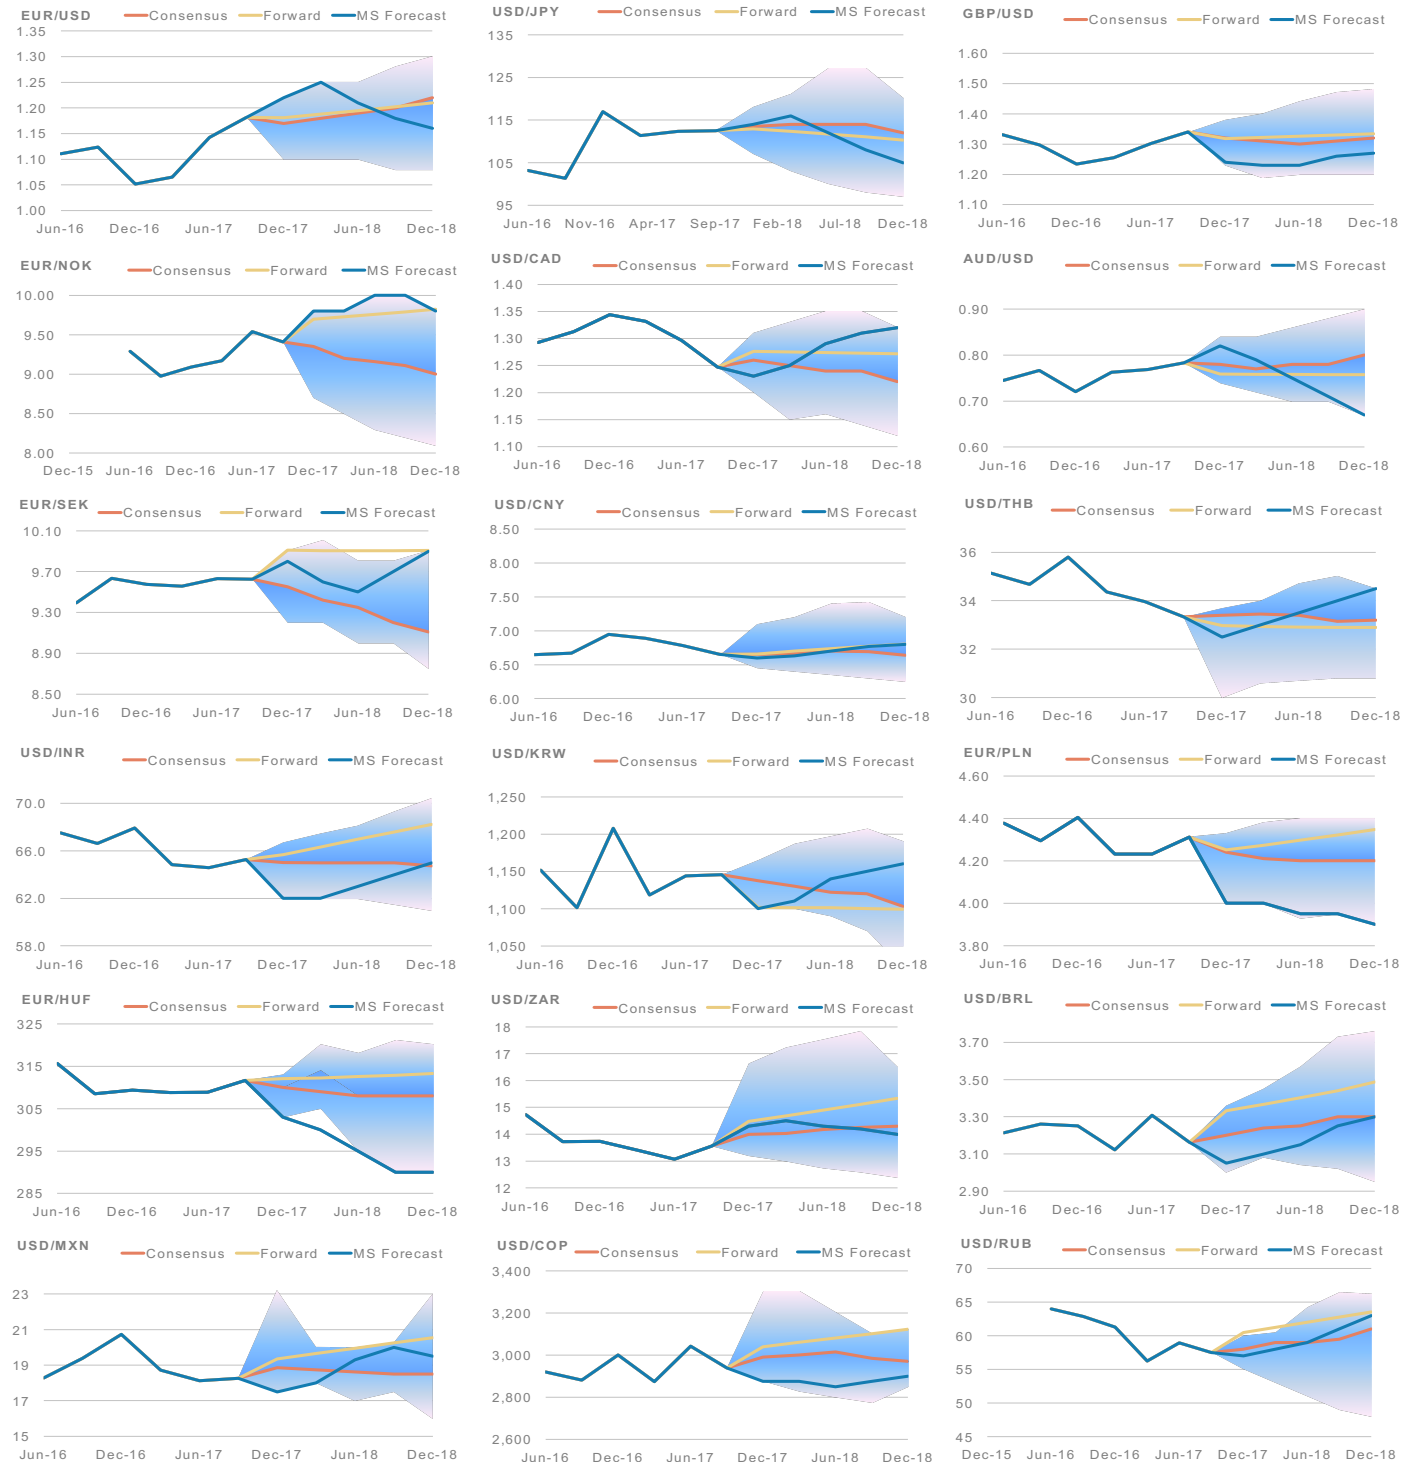 EUR/USD
Consensus Forward MS Forecast
1.35
1.30
1.25
1.20
1.15
1.10
1.05
1.00
Jun-16 Dec-16 Jun-17 Dec-17 Jun-18 Dec-18
USD/JPY
Consensus Forward MS Forecast
135
125
115
105
95
Jun-16 Nov-16 Apr-17 Sep-17 Feb-18 Jul-18 Dec-18
GBP/USD
Consensus Forward MS Forecast
1.60
1.50
1.40
1.30
1.20
1.10
Jun-16 Dec-16 Jun-17 Dec-17 Jun-18 Dec-18
EUR/NOK
Consensus Forward MS Forecast
10.00
9.50
9.00
8.50
8.00
Dec-15 Jun-16 Dec-16 Jun-17 Dec-17 Jun-18 Dec-18
USD/CAD
Consensus Forward MS Forecast
1.40
1.35
1.30
1.25
1.20
1.15
1.10
Jun-16 Dec-16 Jun-17 Dec-17 Jun-18 Dec-18
AUD/USD
Consensus Forward MS Forecast
0.90
0.80
0.70
0.60
Jun-16 Dec-16 Jun-17 Dec-17 Jun-18 Dec-18
EUR/SEK
Consensus Forward MS Forecast
10.10
9.70
9.30
8.90
8.50
Jun-16 Dec-16 Jun-17 Dec-17 Jun-18 Dec-18
USD/CNY
Consensus Forward MS Forecast
8.50
8.00
7.50
7.00
6.50
6.00
Jun-16 Dec-16 Jun-17 Dec-17 Jun-18 Dec-18
USD/THB
Consensus Forward MS Forecast
36
34
32
30
Jun-16 Dec-16 Jun-17 Dec-17 Jun-18 Dec-18
USD/INR
Consensus Forward MS Forecast
70.0
66.0
62.0
58.0
Jun-16 Dec-16 Jun-17 Dec-17 Jun-18 Dec-18
USD/KRW
Consensus Forward MS Forecast
1,250
1,200
1,150
1,100
1,050
Jun-16 Dec-16 Jun-17 Dec-17 Jun-18 Dec-18
EUR/PLN
Consensus Forward MS Forecast
4.60
4.40
4.20
4.00
3.80
Jun-16 Dec-16 Jun-17 Dec-17 Jun-18 Dec-18
EUR/HUF
Consensus Forward MS Forecast
325
315
305
295
285
Jun-16 Dec-16 Jun-17 Dec-17 Jun-18 Dec-18
USD/ZAR
Consensus Forward MS Forecast
18
17
16
15
14
13
12
Jun-16 Dec-16 Jun-17 Dec-17 Jun-18 Dec-18
USD/BRL
Consensus Forward MS Forecast
3.70
3.50
3.30
3.10
2.90
Jun-16 Dec-16 Jun-17 Dec-17 Jun-18 Dec-18
USD/MXN
Consensus Forward MS Forecast
23
21
19
17
15
Jun-16 Dec-16 Jun-17 Dec-17 Jun-18 Dec-18
USD/COP
Consensus Forward MS Forecast
3,400
3,200
3,000
2,800
2,600
Jun-16 Dec-16 Jun-17 Dec-17 Jun-18 Dec-18
USD/RUB
Consensus Forward MS Forecast
70
65
60
55
50
45
Dec-15 Jun-16 Dec-16 Jun-17 Dec-17 Jun-18 Dec-18